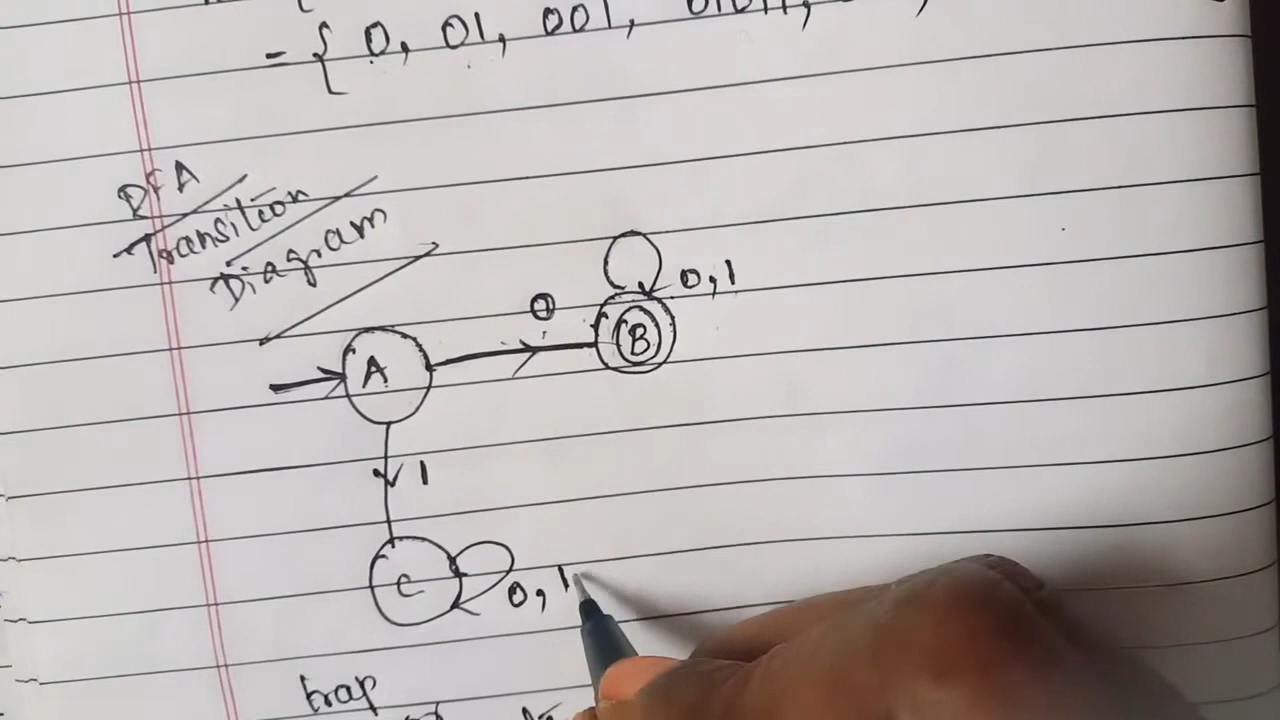 - { 0, 01, 001,
DFA
Transition
Diagram
0
0,1
B
A
1
C
0, 1
trap